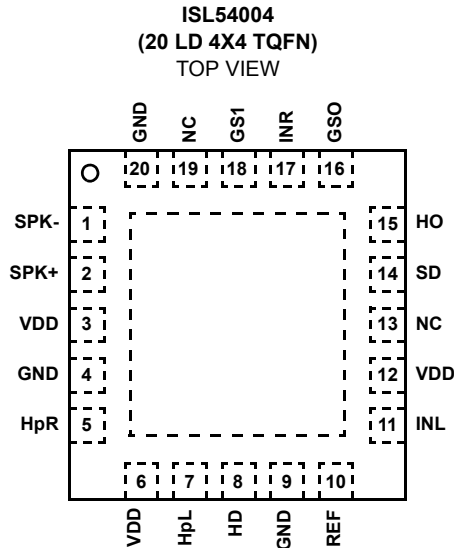 ISL54004
(20 LD 4X4 TQFN)
TOP VIEW
GND NC GS1 INR GSO
20 19 18 17 16
SPK- 1 15 HO
SPK+ 2 14 SD
VDD 3 13 NC
GND 4 12 VDD
HpR 5 11 INL
6 7 8 9 10
VDD HpL HD GND REF